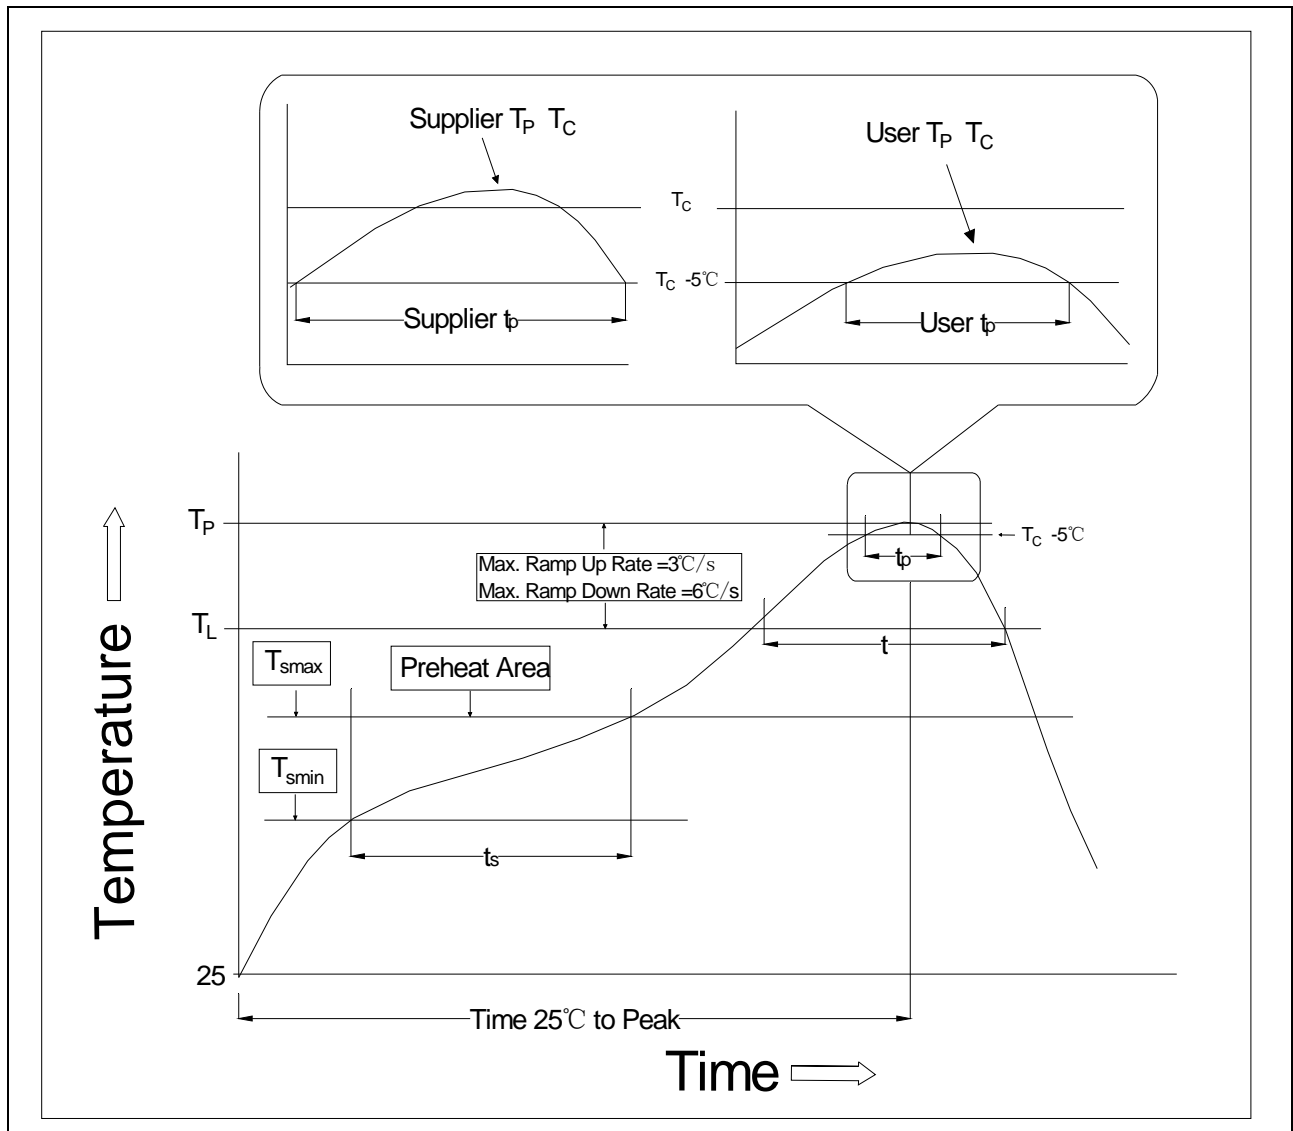 Supplier TP TC
User TP TC
TC
TC -5℃
Supplier tp
User tp
TP
TC -5℃
tp
Max. Ramp Up Rate =3℃/s
Max. Ramp Down Rate =6℃/s
TL
t
Tsmax
Preheat Area
Tsmin
ts
Temperature
25
Time 25℃ to Peak
Time